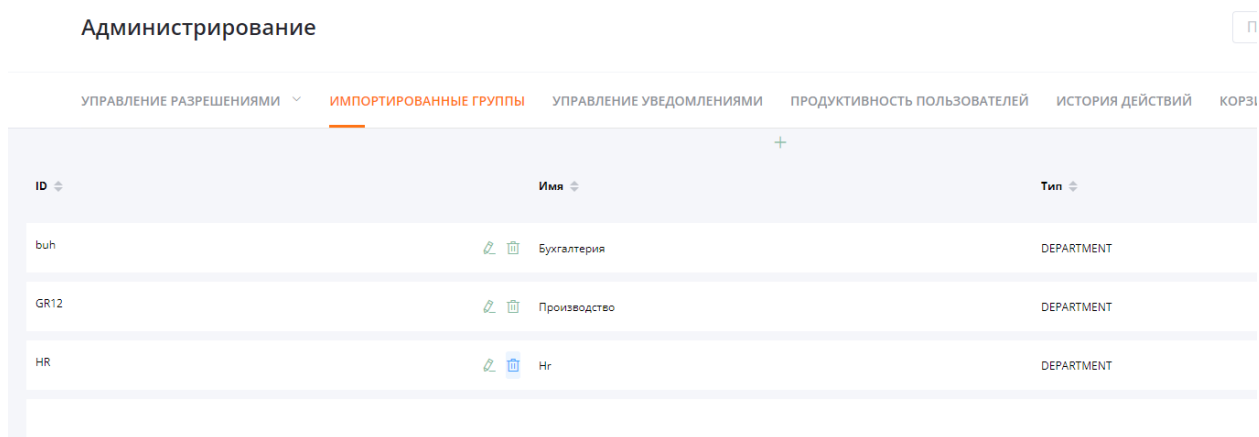 Администрирование
УПРАВЛЕНИЕ РАЗРЕШЕНИЯМИ ИМПОРТИРОВАННЫЕ ГРУППЫ УПРАВЛЕНИЕ УВЕДОМЛЕНИЯМИ ПРОДУКТИВНОСТЬ ПОЛЬЗОВАТЕЛЕЙ ИСТОРИЯ ДЕЙСТВИЙ
ID Имя Тип
buh Бухгалтерия DEPARTMENT
GR12 Производство DEPARTMENT
HR Hr DEPARTMENT